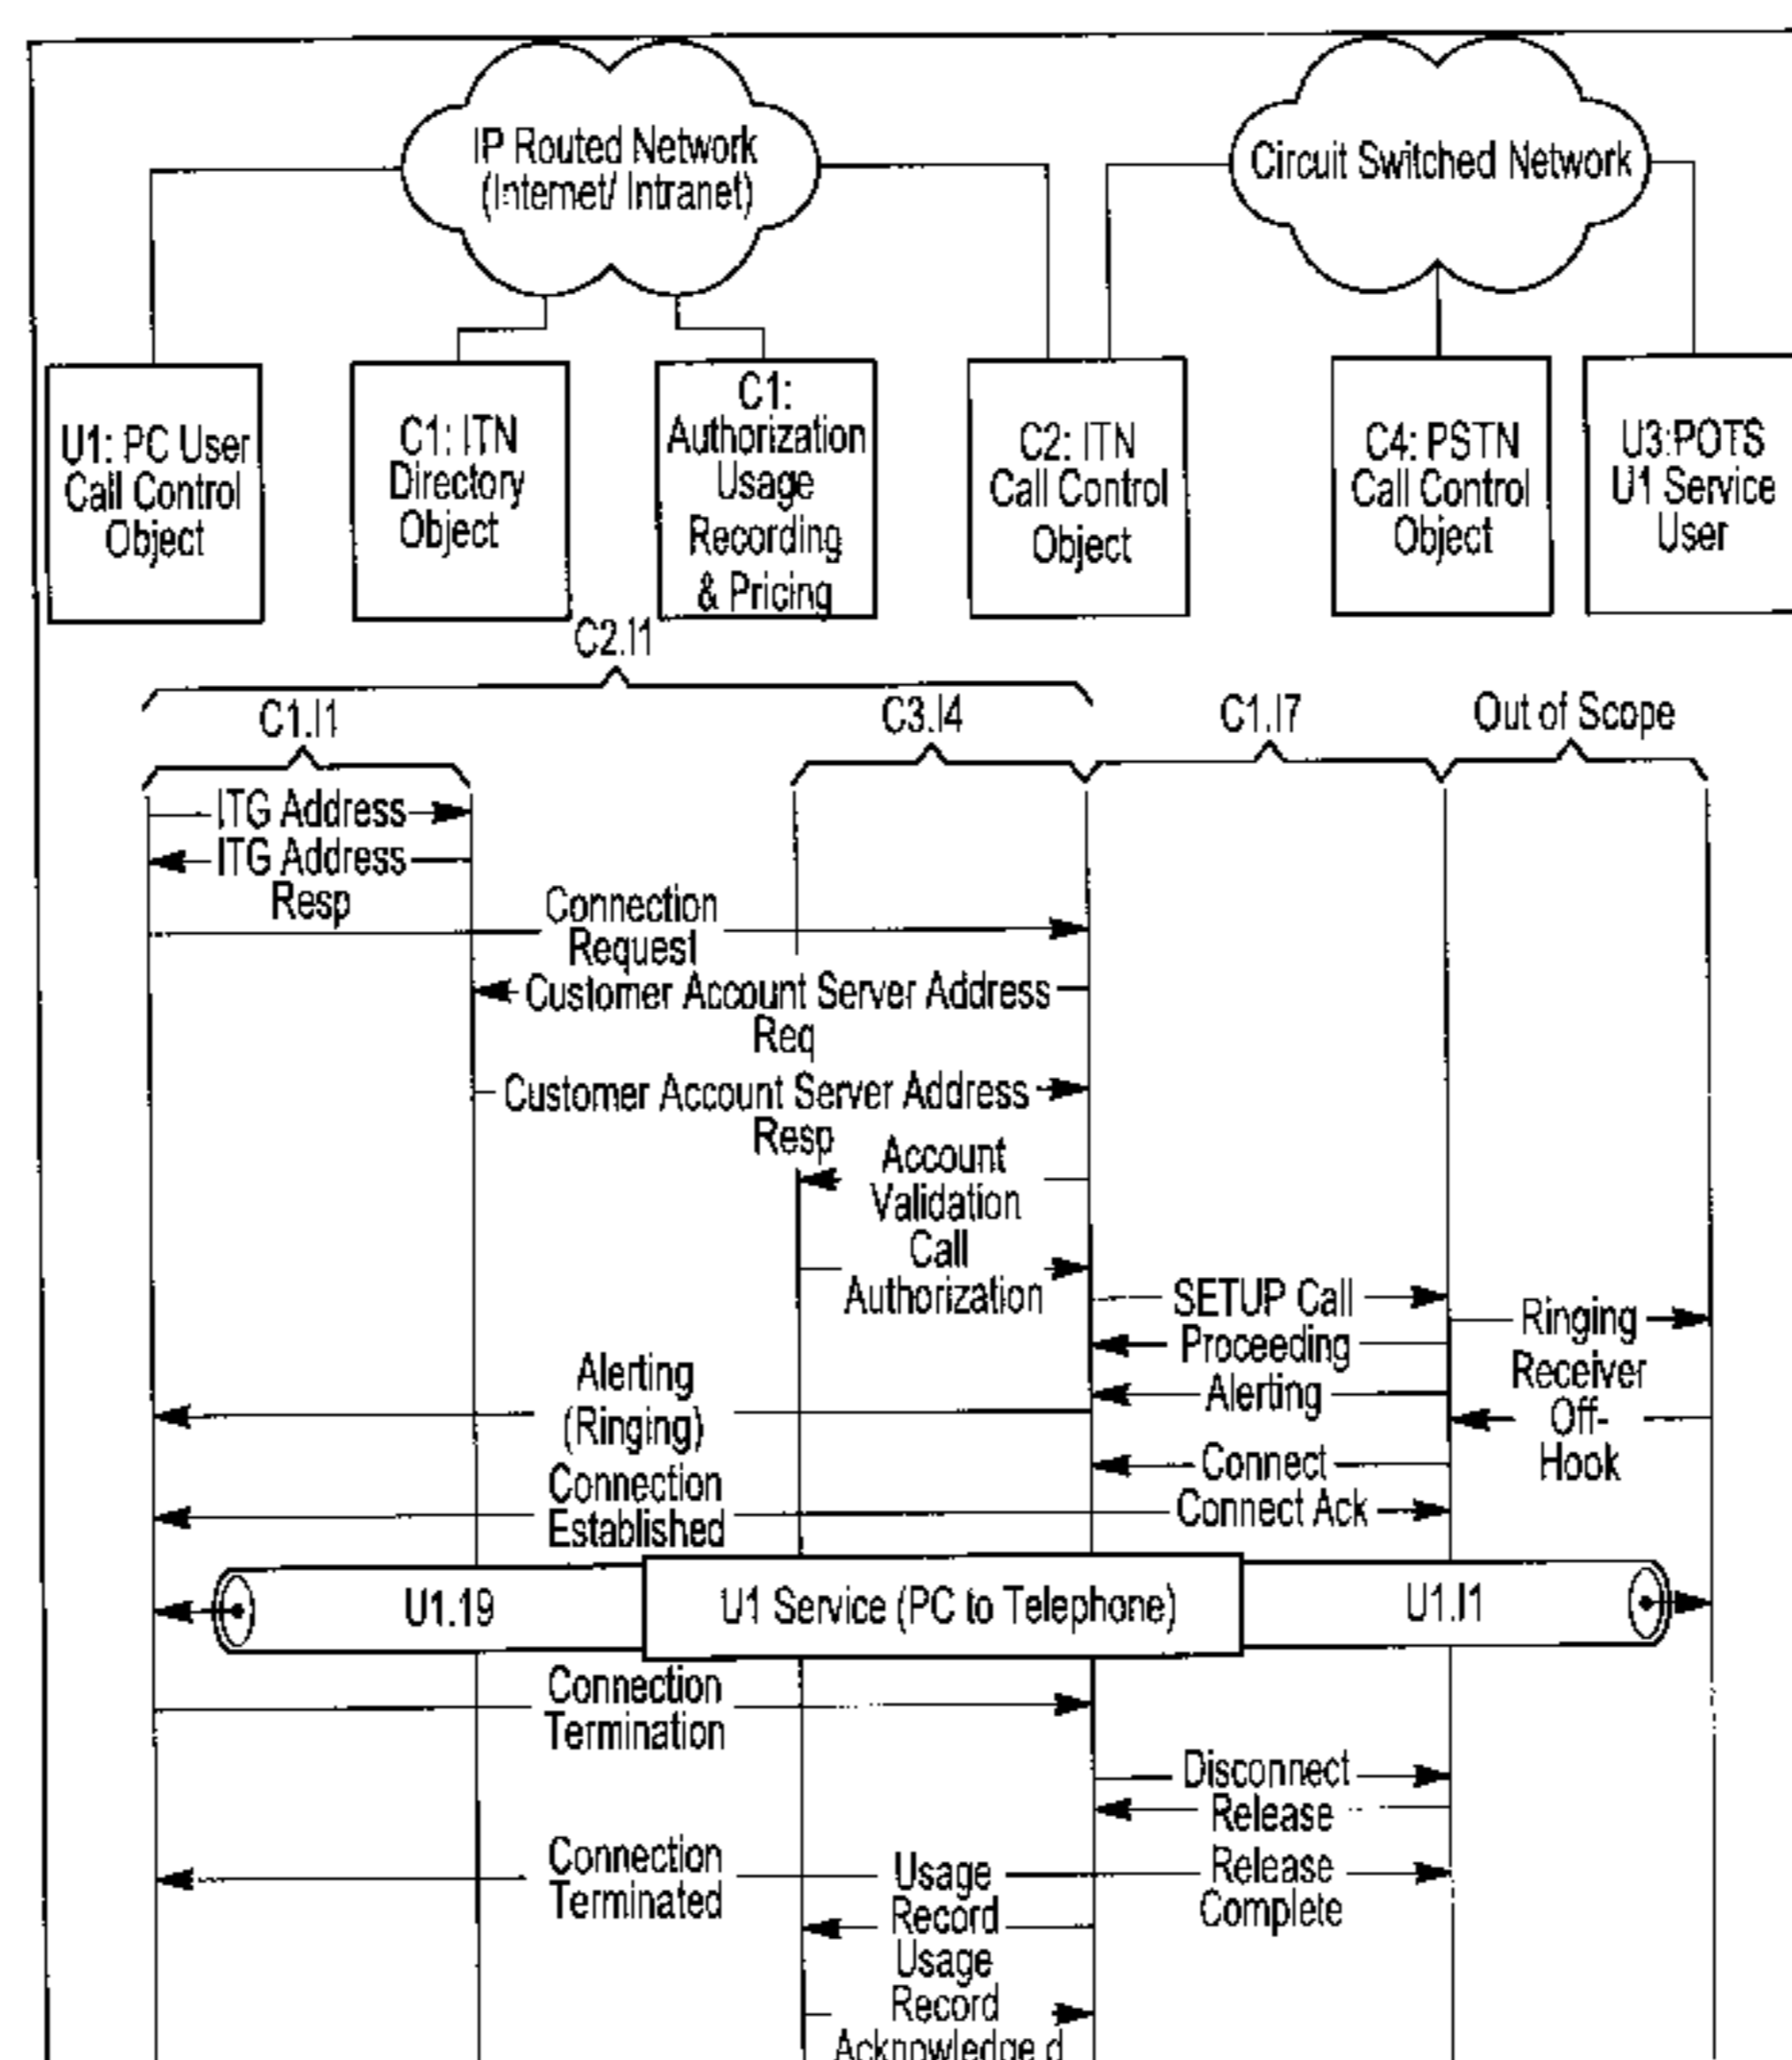 IP Routed Network
(Internet/ Intranet)
Circuit Switched Network
U1: PC User
Call Control
Object
C1: ITN
Directory
Object
C1:
Authorization
Usage
Recording
& Pricing
C2: ITN
Call Control
Object
C4: PSTN
Call Control
Object
U3:POTS
U1 Service
User
C2.I1
C1.I1
C3.I4
C1.I7
Out of Scope
ITG Address
ITG Address
Resp
Connection
Request
Customer Account Server Address
Req
Customer Account Server Address
Resp
Account
Validation
Call
Authorization
SETUP Call
Proceeding
Alerting
Ringing
Receiver
Off-
Hook
Alerting
(Ringing)
Connect
Connection
Established
Connect Ack
U1.19
U1 Service (PC to Telephone)
U1.I1
Connection
Termination
Disconnect
Release
Connection
Terminated
Release
Complete
Usage
Record
Usage
Record
Acknowledge d